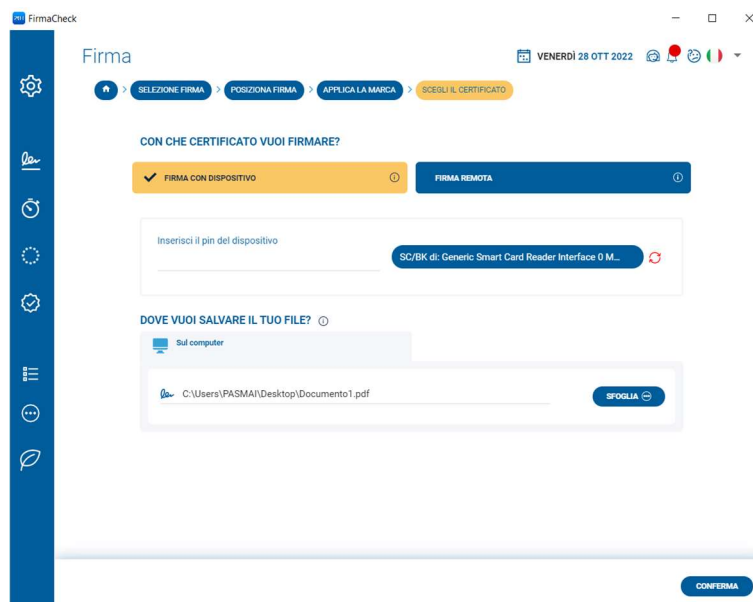 FirmaCheck
Firma
VENERDÌ 28 OTT 2022
SELEZIONE FIRMA > POSIZIONA FIRMA > APPLICA LA MARCA > SCEGLI IL CERTIFICATO
CON CHE CERTIFICATO VUOI FIRMARE?
FIRMA CON DISPOSITIVO
FIRMA REMOTA
Inserisci il pin del dispositivo
SC/BK di: Generic Smart Card Reader Interface 0 M...
DOVE VUOI SALVARE IL TUO FILE?
Sul computer
C:\Users\PASMAI\Desktop\Documento1.pdf
SFOGLIA
CONFERMA